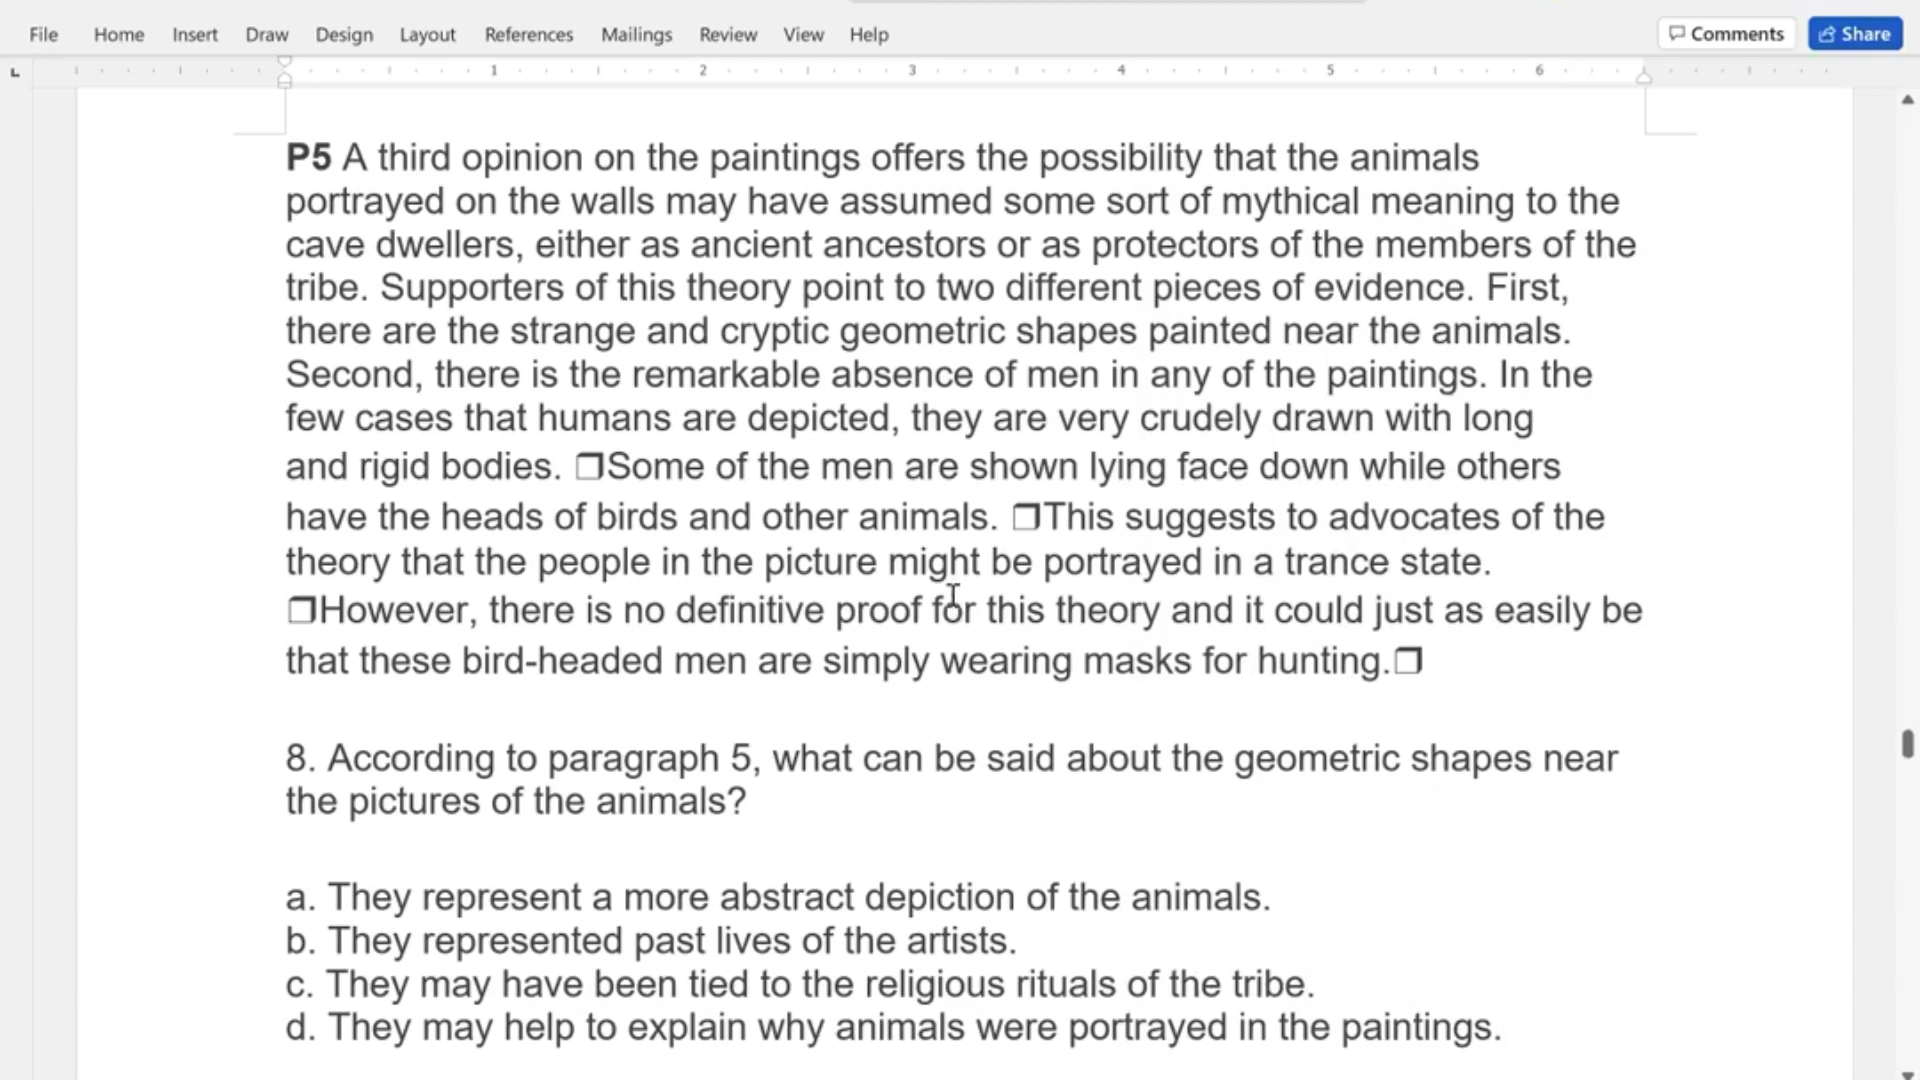 File Home Insert Draw Design Layout References Mailings Review View Help Comments Share
1 2 3 4 5 6
P5 A third opinion on the paintings offers the possibility that the animals
portrayed on the walls may have assumed some sort of mythical meaning to the
cave dwellers, either as ancient ancestors or as protectors of the members of the
tribe. Supporters of this theory point to two different pieces of evidence. First,
there are the strange and cryptic geometric shapes painted near the animals.
Second, there is the remarkable absence of men in any of the paintings. In the
few cases that humans are depicted, they are very crudely drawn with long
and rigid bodies. ❒Some of the men are shown lying face down while others
have the heads of birds and other animals. ❒This suggests to advocates of the
theory that the people in the picture might be portrayed in a trance state.
❒However, there is no definitive proof for this theory and it could just as easily be
that these bird-headed men are simply wearing masks for hunting.❒
8. According to paragraph 5, what can be said about the geometric shapes near
the pictures of the animals?
a. They represent a more abstract depiction of the animals.
b. They represented past lives of the artists.
c. They may have been tied to the religious rituals of the tribe.
d. They may help to explain why animals were portrayed in the paintings.